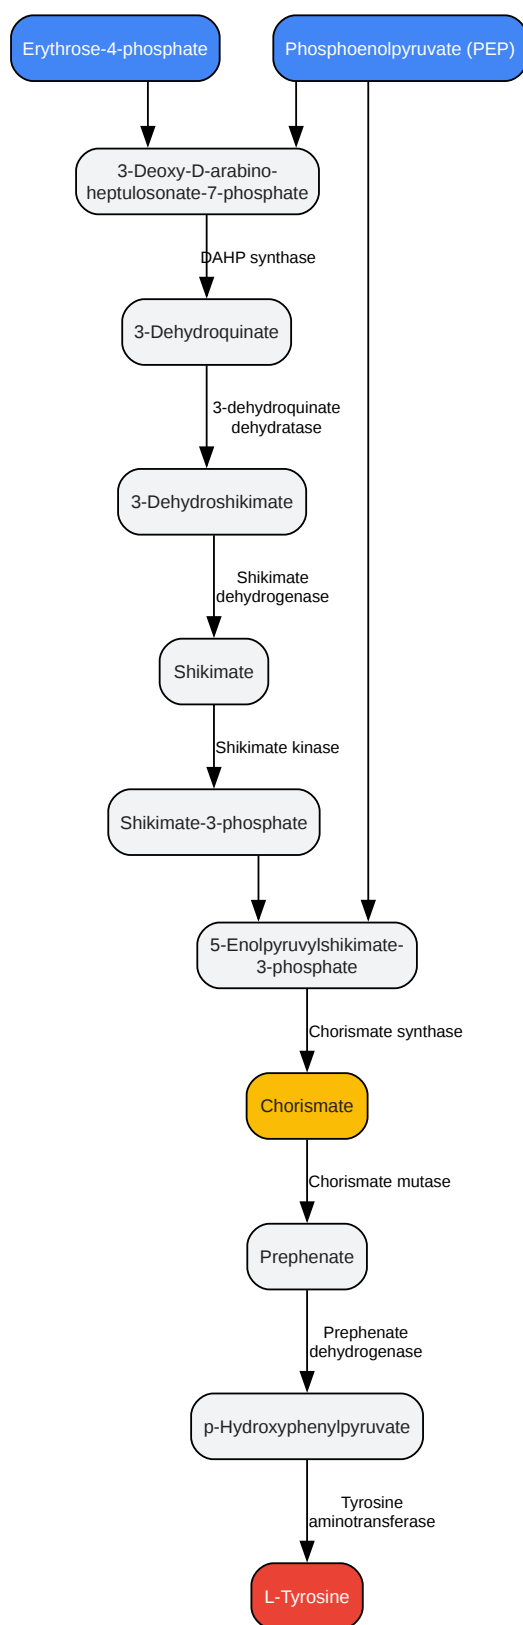 Erythrose-4-phosphate
Phosphoenolpyruvate (PEP)
3-Deoxy-D-arabino-
heptulosonate-7-phosphate
DAHP synthase
3-Dehydroquinate
3-dehydroquinate
dehydratase
3-Dehydroshikimate
Shikimate
dehydrogenase
Shikimate
Shikimate kinase
Shikimate-3-phosphate
5-Enolpyruvylshikimate-
3-phosphate
Chorismate synthase
Chorismate
Chorismate mutase
Prephenate
Prephenate
dehydrogenase
p-Hydroxyphenylpyruvate
Tyrosine
aminotransferase
L-Tyrosine